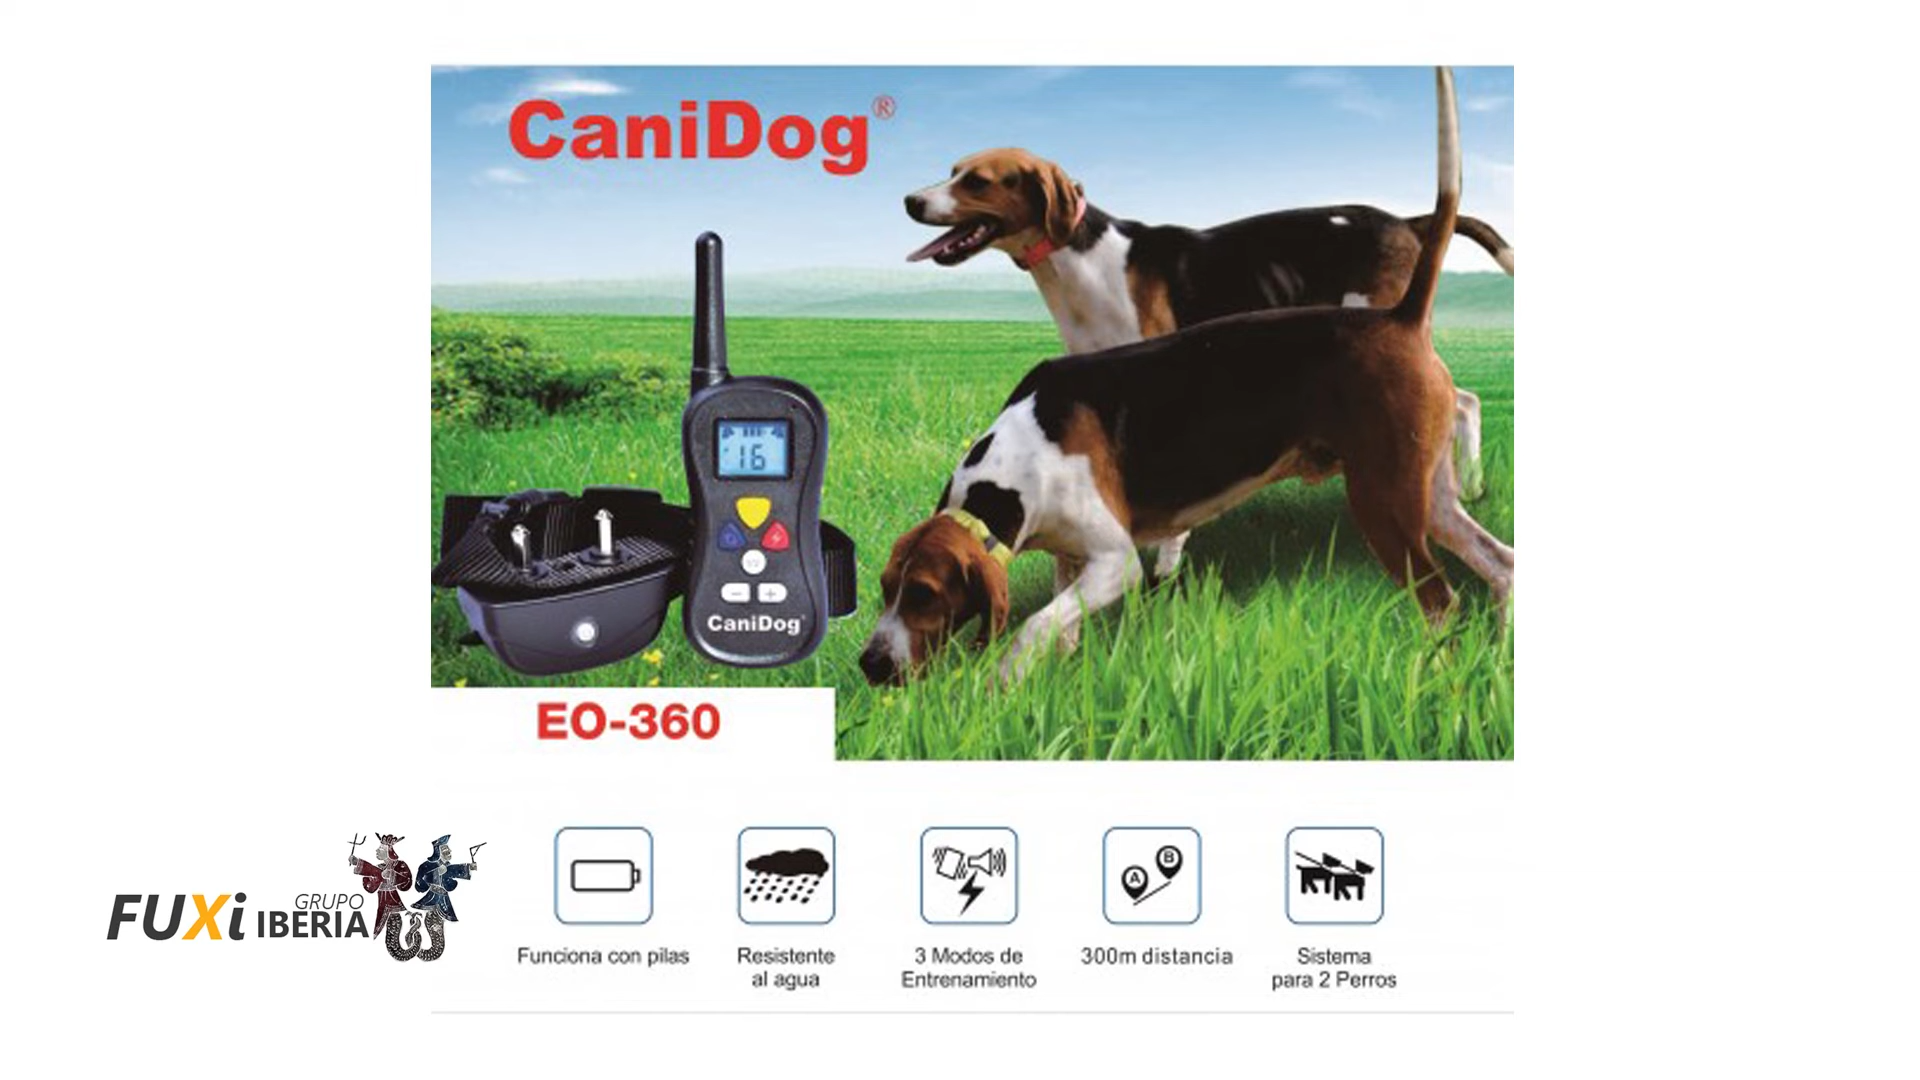 CaniDog®
16
CaniDog
EO-360
FUXi
GRUPO
IBERIA
A
B
Funciona con pilas
Resistente
al agua
3 Modos de
Entrenamiento
300m distancia
Sistema
para 2 Perros